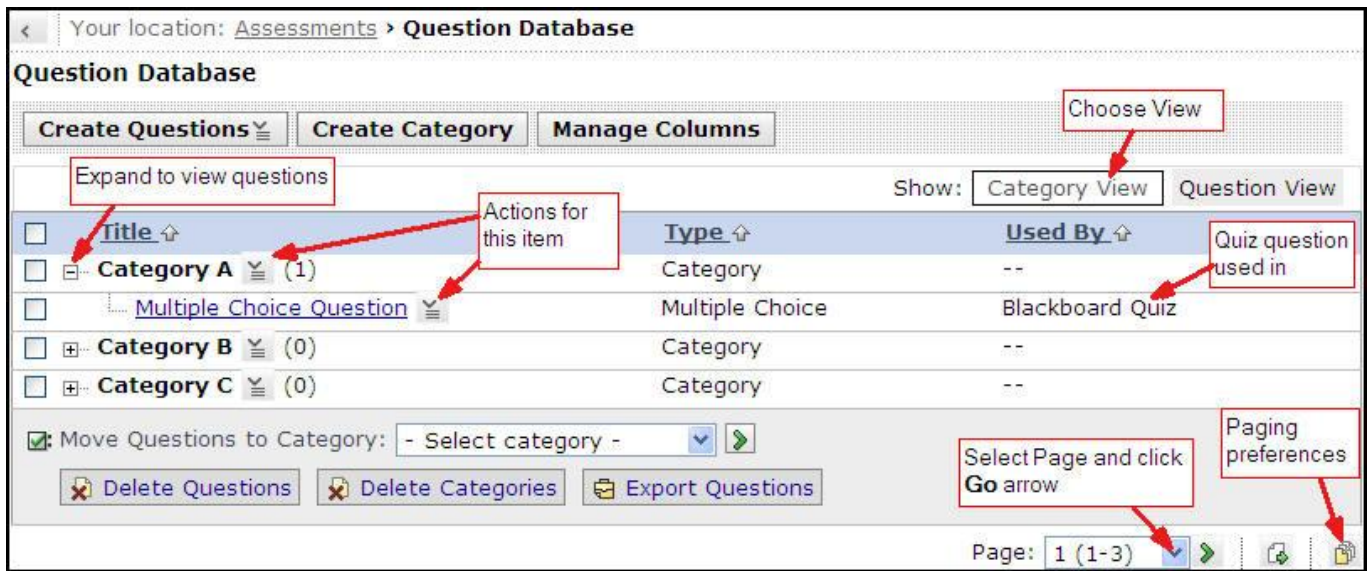 Your location: Assessments › Question Database
Question Database
Create Questions
Create Category
Manage Columns
Choose View
Expand to view questions
Show: Category View Question View
Actions for
this item
Title Type Used By
Quiz question
used in
Category A (1) Category --
Multiple Choice Question Multiple Choice Blackboard Quiz
Category B (0) Category --
Category C (0) Category --
Move Questions to Category: - Select category -
Paging
preferences
Select Page and click
Go arrow
Delete Questions Delete Categories Export Questions
Page: 1 (1-3)